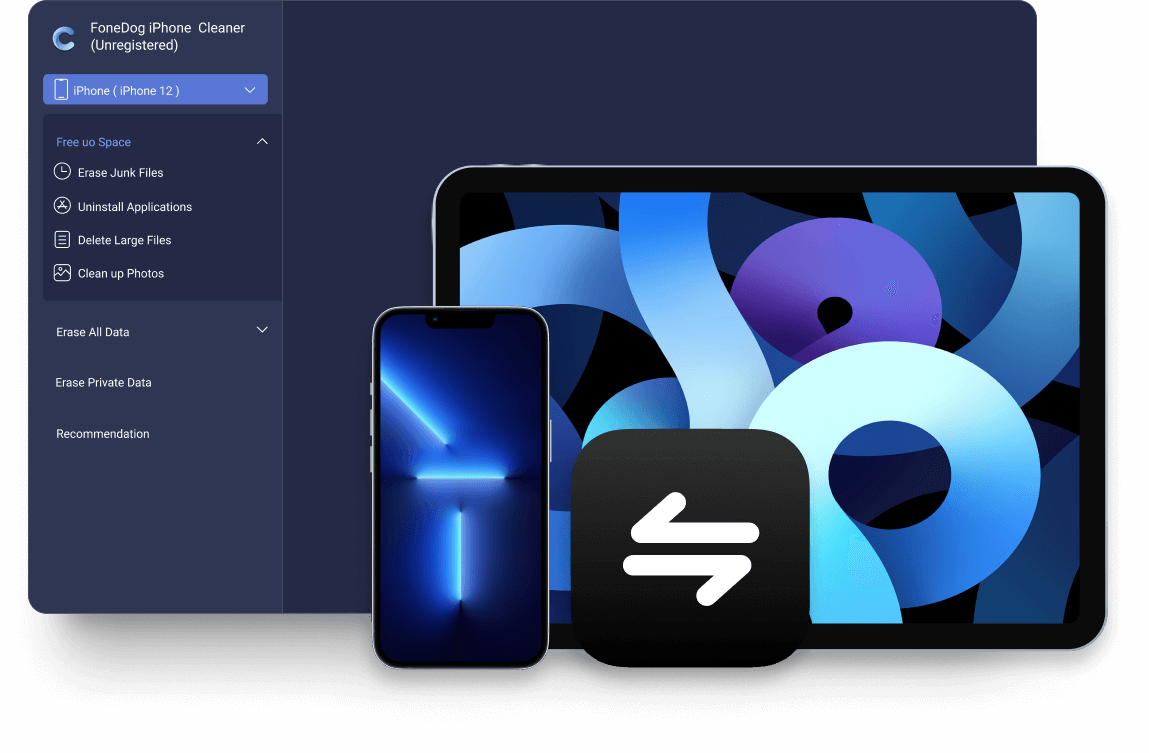 FoneDog iPhone Cleaner
(Unregistered)
iPhone ( iPhone 12 )
Free uo Space
Erase Junk Files
Uninstall Applications
Delete Large Files
Clean up Photos
Erase All Data
Erase Private Data
Recommendation